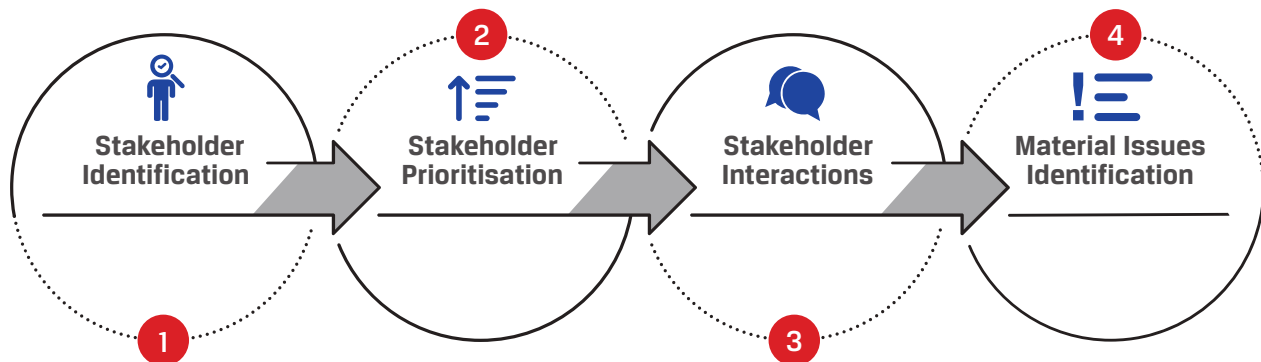 2
4
Stakeholder
Identification
Stakeholder
Prioritisation
Stakeholder
Interactions
Material Issues
Identification
1
3